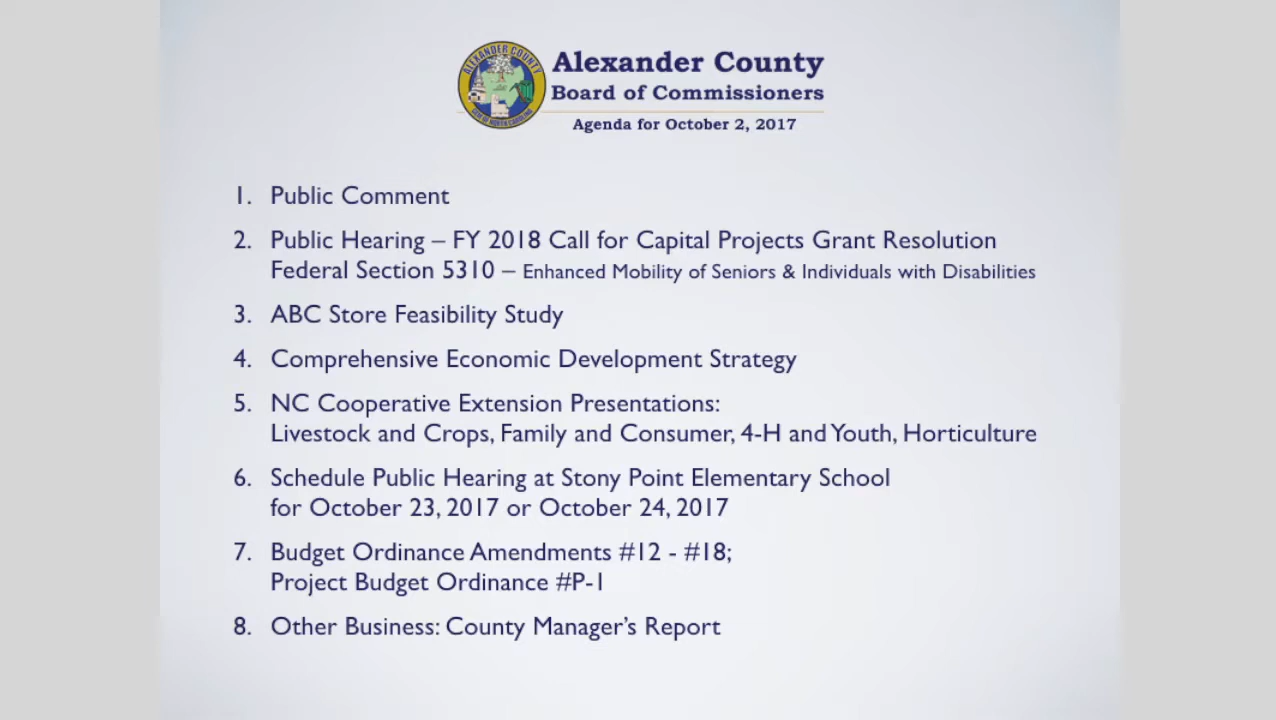 ALEXANDER COUNTY
Alexander County
Board of Commissioners
Agenda for October 2, 2017
1. Public Comment
2. Public Hearing – FY 2018 Call for Capital Projects Grant Resolution
Federal Section 5310 – Enhanced Mobility of Seniors & Individuals with Disabilities
3. ABC Store Feasibility Study
4. Comprehensive Economic Development Strategy
5. NC Cooperative Extension Presentations:
Livestock and Crops, Family and Consumer, 4-H and Youth, Horticulture
6. Schedule Public Hearing at Stony Point Elementary School
for October 23, 2017 or October 24, 2017
7. Budget Ordinance Amendments #12 - #18;
Project Budget Ordinance #P-1
8. Other Business: County Manager's Report